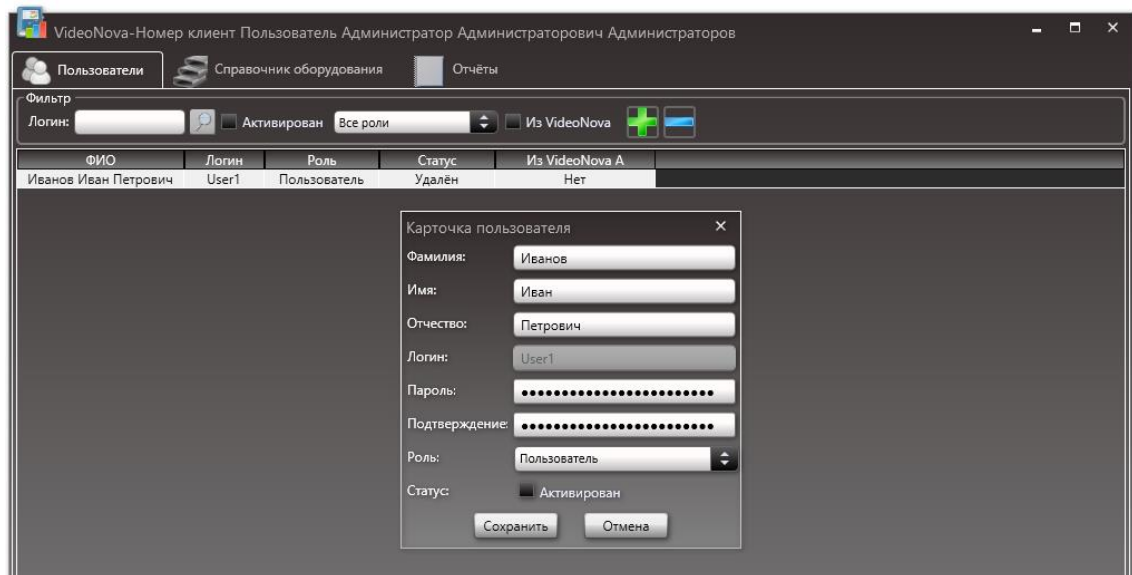 VideoNova-Номер клиент Пользователь Администратор Администраторович Администраторов
Пользователи Справочник оборудования Отчёты
Фильтр
Логин: Активирован Все роли Из VideoNova
ФИО Логин Роль Статус Из VideoNova А
Иванов Иван Петрович User1 Пользователь Удалён Нет
Карточка пользователя
Фамилия: Иванов
Имя: Иван
Отчество: Петрович
Логин: User1
Пароль: ●●●●●●●●●●●●●●●●●●●●●●●●
Подтверждение: ●●●●●●●●●●●●●●●●●●●●●●●●
Роль: Пользователь
Статус: Активирован
Сохранить Отмена